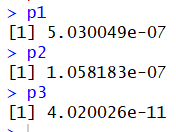 > p1
[1] 5.030049e-07
> p2
[1] 1.058183e-07
> p3
[1] 4.020026e-11
>